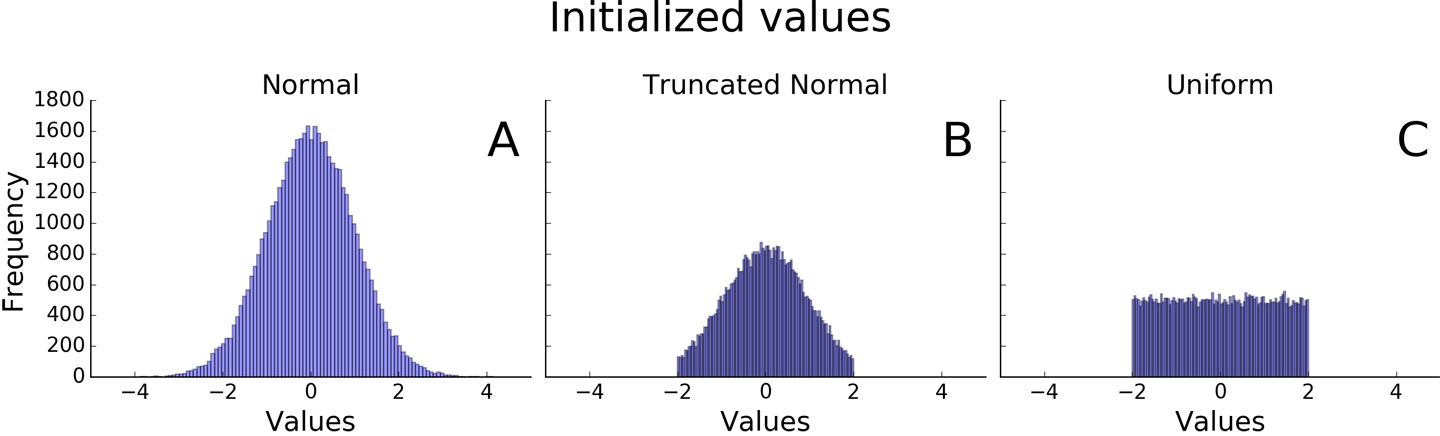 Initialized values
Normal
Truncated Normal
Uniform
A
B
C
Frequency
1800
1600
1400
1200
1000
800
600
400
200
0
−4 −2 0 2 4
−4 −2 0 2 4
−4 −2 0 2 4
Values
Values
Values